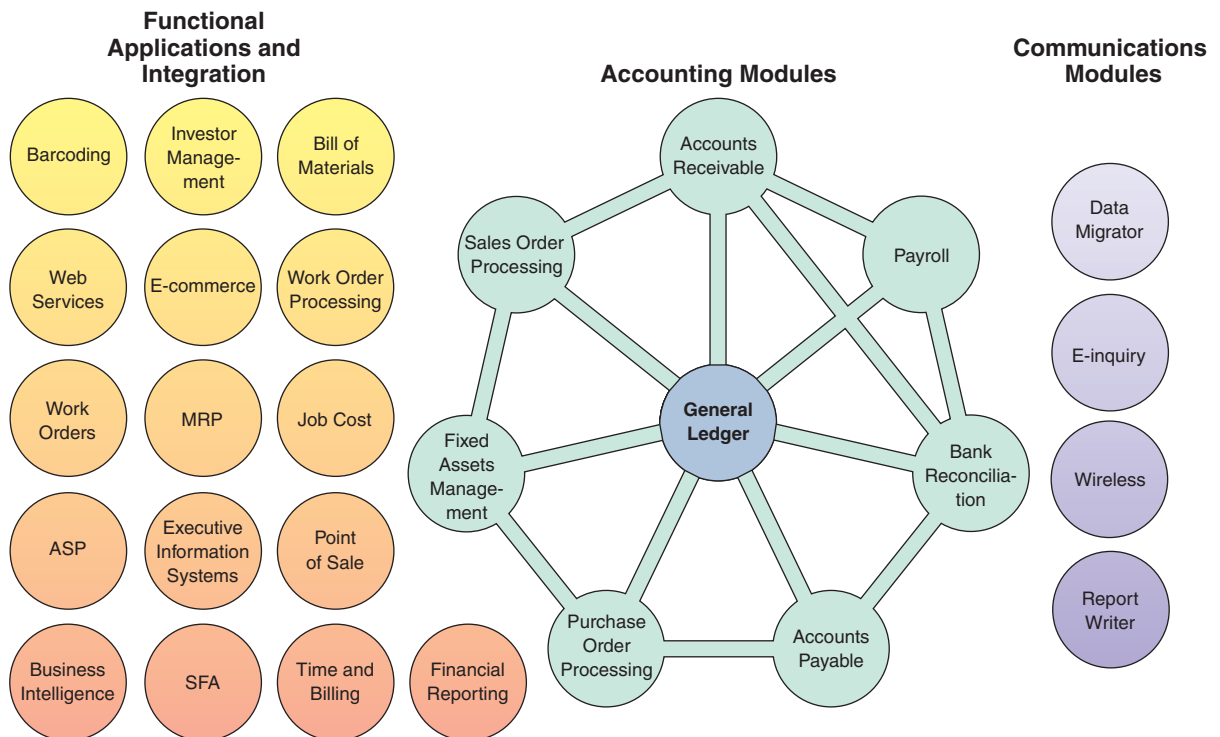 Functional
Applications and
Integration
Barcoding
Investor
Manage-
ment
Bill of
Materials
Web
Services
E-commerce
Work Order
Processing
Work
Orders
MRP
Job Cost
ASP
Executive
Information
Systems
Point
of Sale
Business
Intelligence
SFA
Time and
Billing
Financial
Reporting
Accounting Modules
Accounts
Receivable
Sales Order
Processing
Payroll
General
Ledger
Fixed
Assets
Manage-
ment
Bank
Reconcilia-
tion
Purchase
Order
Processing
Accounts
Payable
Communications
Modules
Data
Migrator
E-inquiry
Wireless
Report
Writer